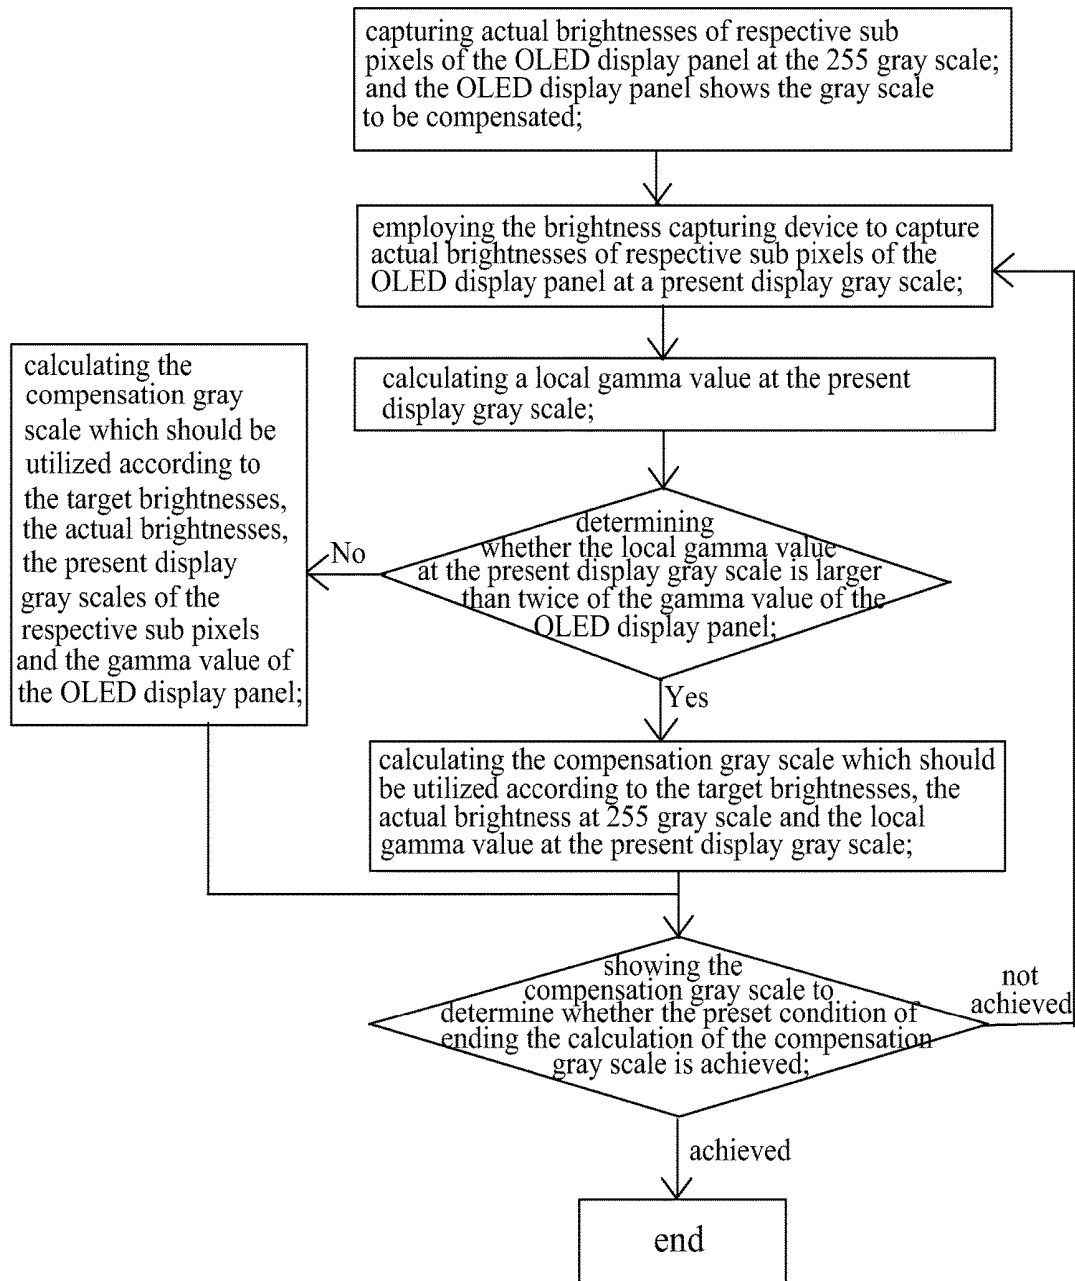 capturing actual brightnesses of respective sub
pixels of the OLED display panel at the 255 gray scale;
and the OLED display panel shows the gray scale
to be compensated;
employing the brightness capturing device to capture
actual brightnesses of respective sub pixels of the
OLED display panel at a present display gray scale;
calculating a local gamma value at the present
display gray scale;
determining
whether the local gamma value
at the present display gray scale is larger
than twice of the gamma value of the
OLED display panel;
No
calculating the
compensation gray
scale which should be
utilized according to
the target brightnesses,
the actual brightnesses,
the present display
gray scales of the
respective sub pixels
and the gamma value of
the OLED display panel;
Yes
calculating the compensation gray scale which should
be utilized according to the target brightnesses, the
actual brightness at 255 gray scale and the local
gamma value at the present display gray scale;
showing the
compensation gray scale to
determine whether the preset condition of
ending the calculation of the compensation
gray scale is achieved;
not
achieved
achieved
end